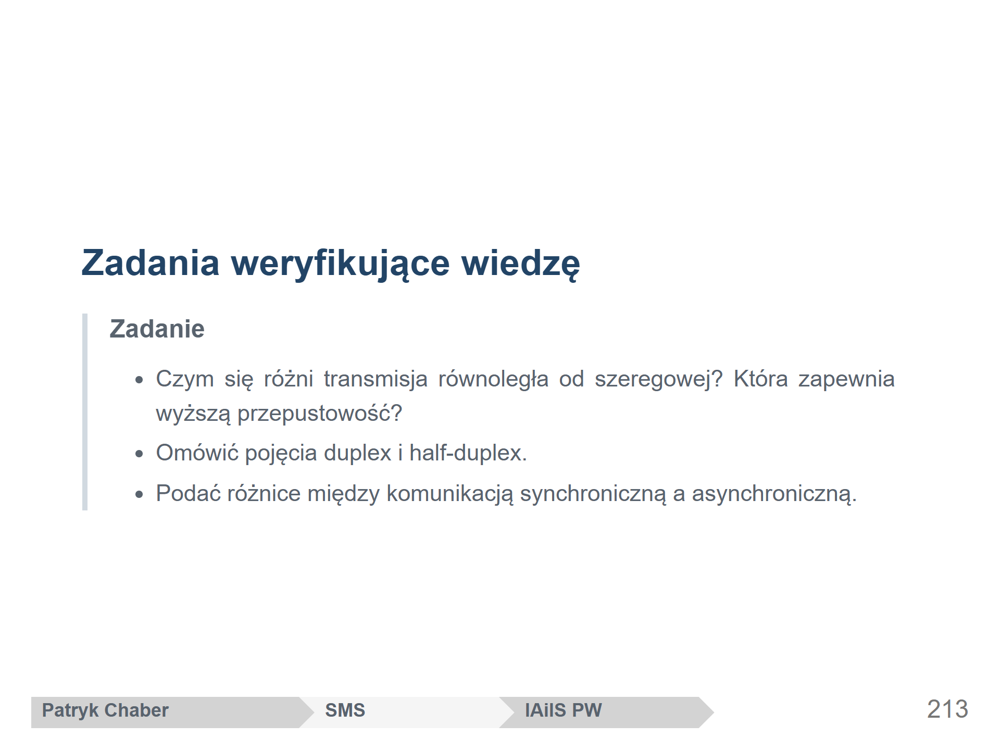 Zadania weryfikujące wiedzę
Zadanie
• Czym się różni transmisja równoległa od szeregowej? Która zapewnia
wyższą przepustowość?
• Omówić pojęcia duplex i half-duplex.
• Podać różnice między komunikacją synchroniczną a asynchroniczną.
Patryk Chaber SMS IAiIS PW 213